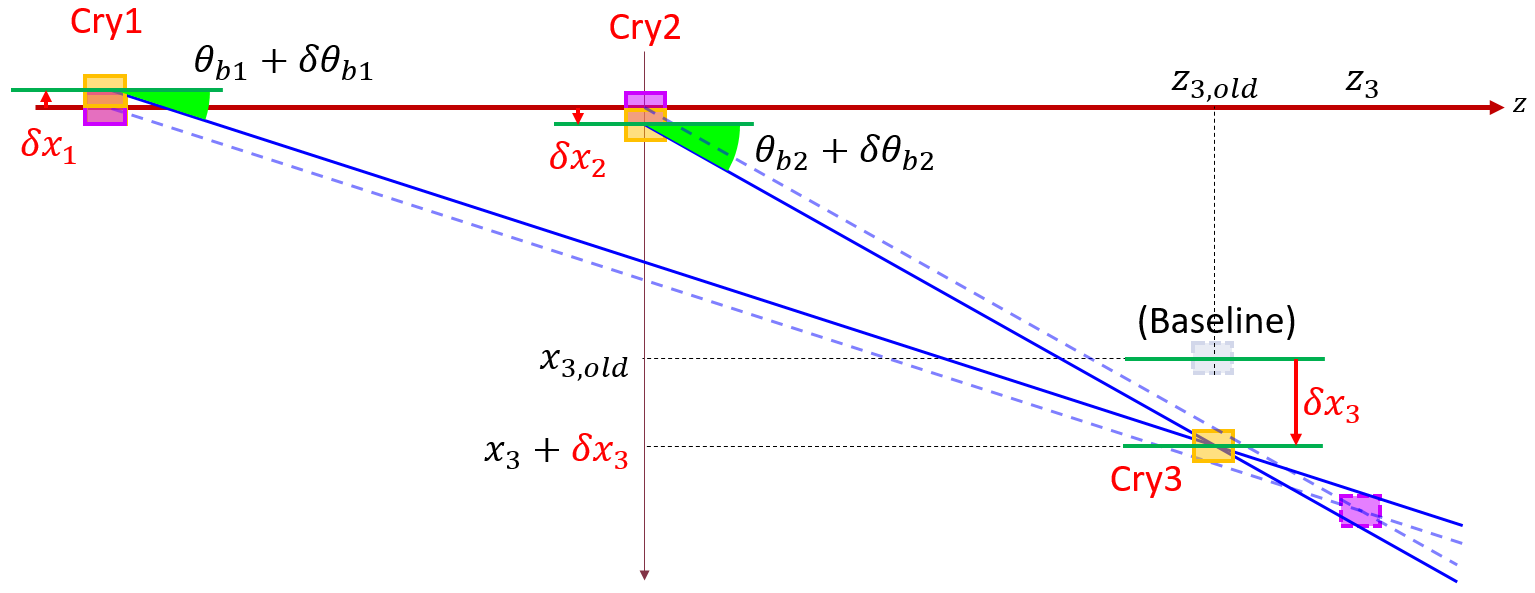 Cry1
Cry2
θ_{b1} + δθ_{b1}
z_{3,old}
z_3
z
δx_1
δx_2
θ_{b2} + δθ_{b2}
(Baseline)
x_{3,old}
δx_3
x_3 + δx_3
Cry3